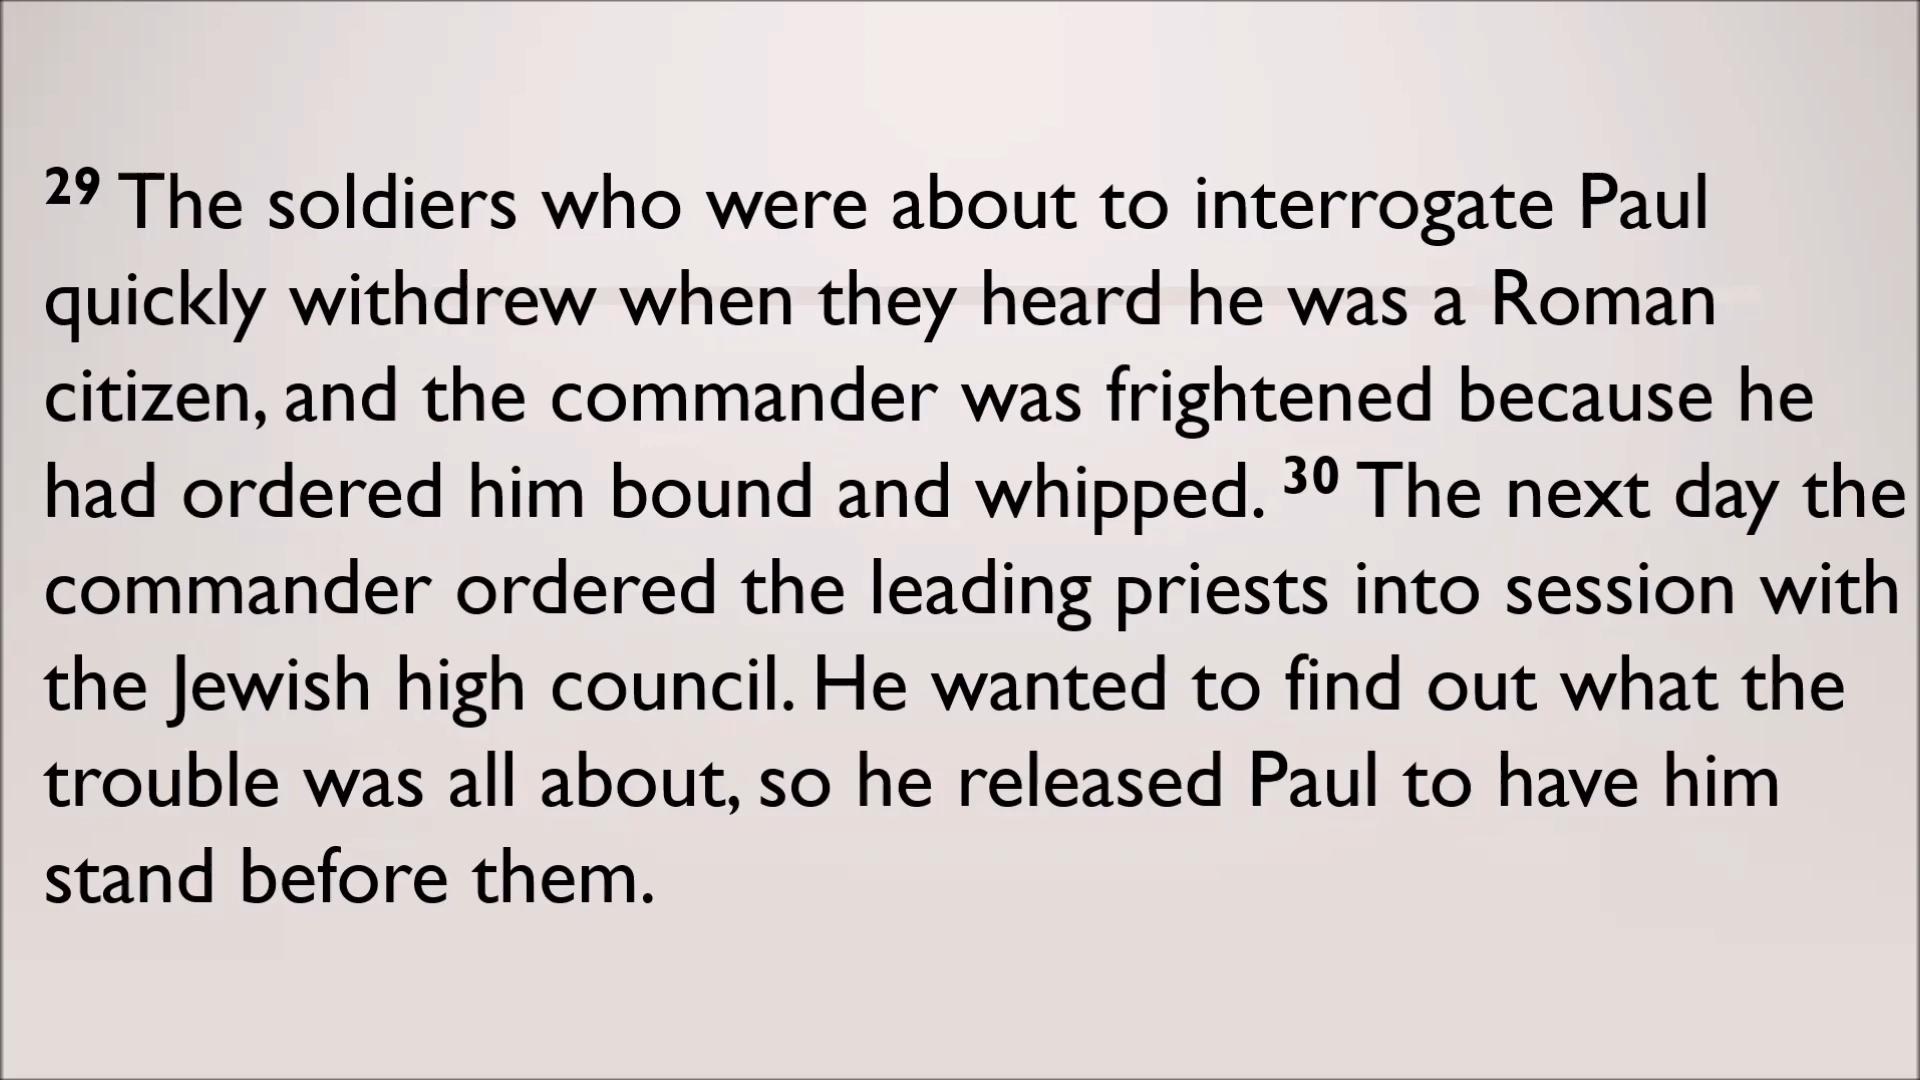 29 The soldiers who were about to interrogate Paul
quickly withdrew when they heard he was a Roman
citizen, and the commander was frightened because he
had ordered him bound and whipped. 30 The next day the
commander ordered the leading priests into session with
the Jewish high council. He wanted to find out what the
trouble was all about, so he released Paul to have him
stand before them.